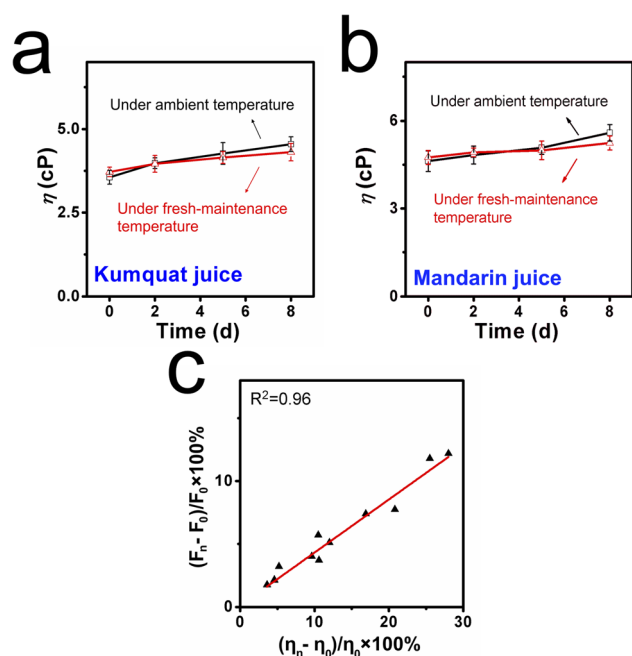 a
η (cP)
5.0
2.5
0.0
Under ambient temperature
Under fresh-maintenance
temperature
Kumquat juice
0 2 4 6 8
Time (d)
b
η (cP)
6
3
0
Under ambient temperature
Under fresh-maintenance
temperature
Mandarin juice
0 2 4 6 8
Time (d)
c
(Fₙ- F₀)/F₀×100%
R²=0.96
10
0
0 10 20 30
(ηₙ- η₀)/η₀×100%